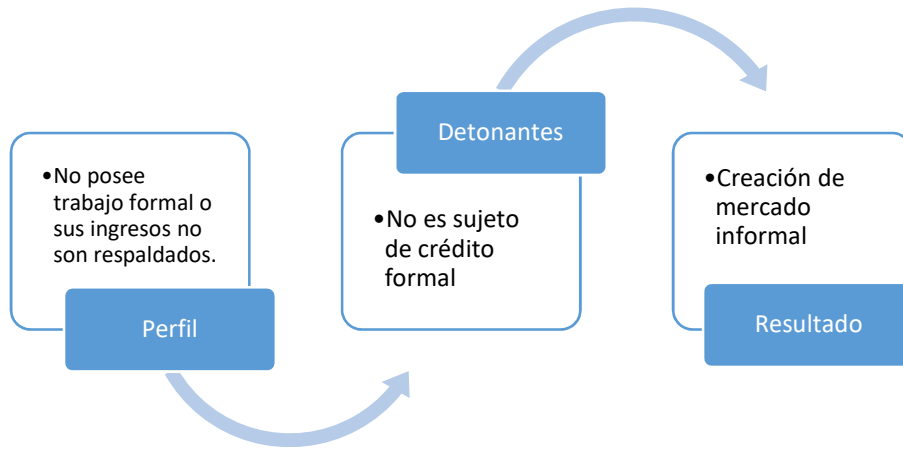 •No posee
trabajo formal o
sus ingresos no
son respaldados.
Perfil
Detonantes
•No es sujeto
de crédito
formal
•Creación de
mercado
informal
Resultado